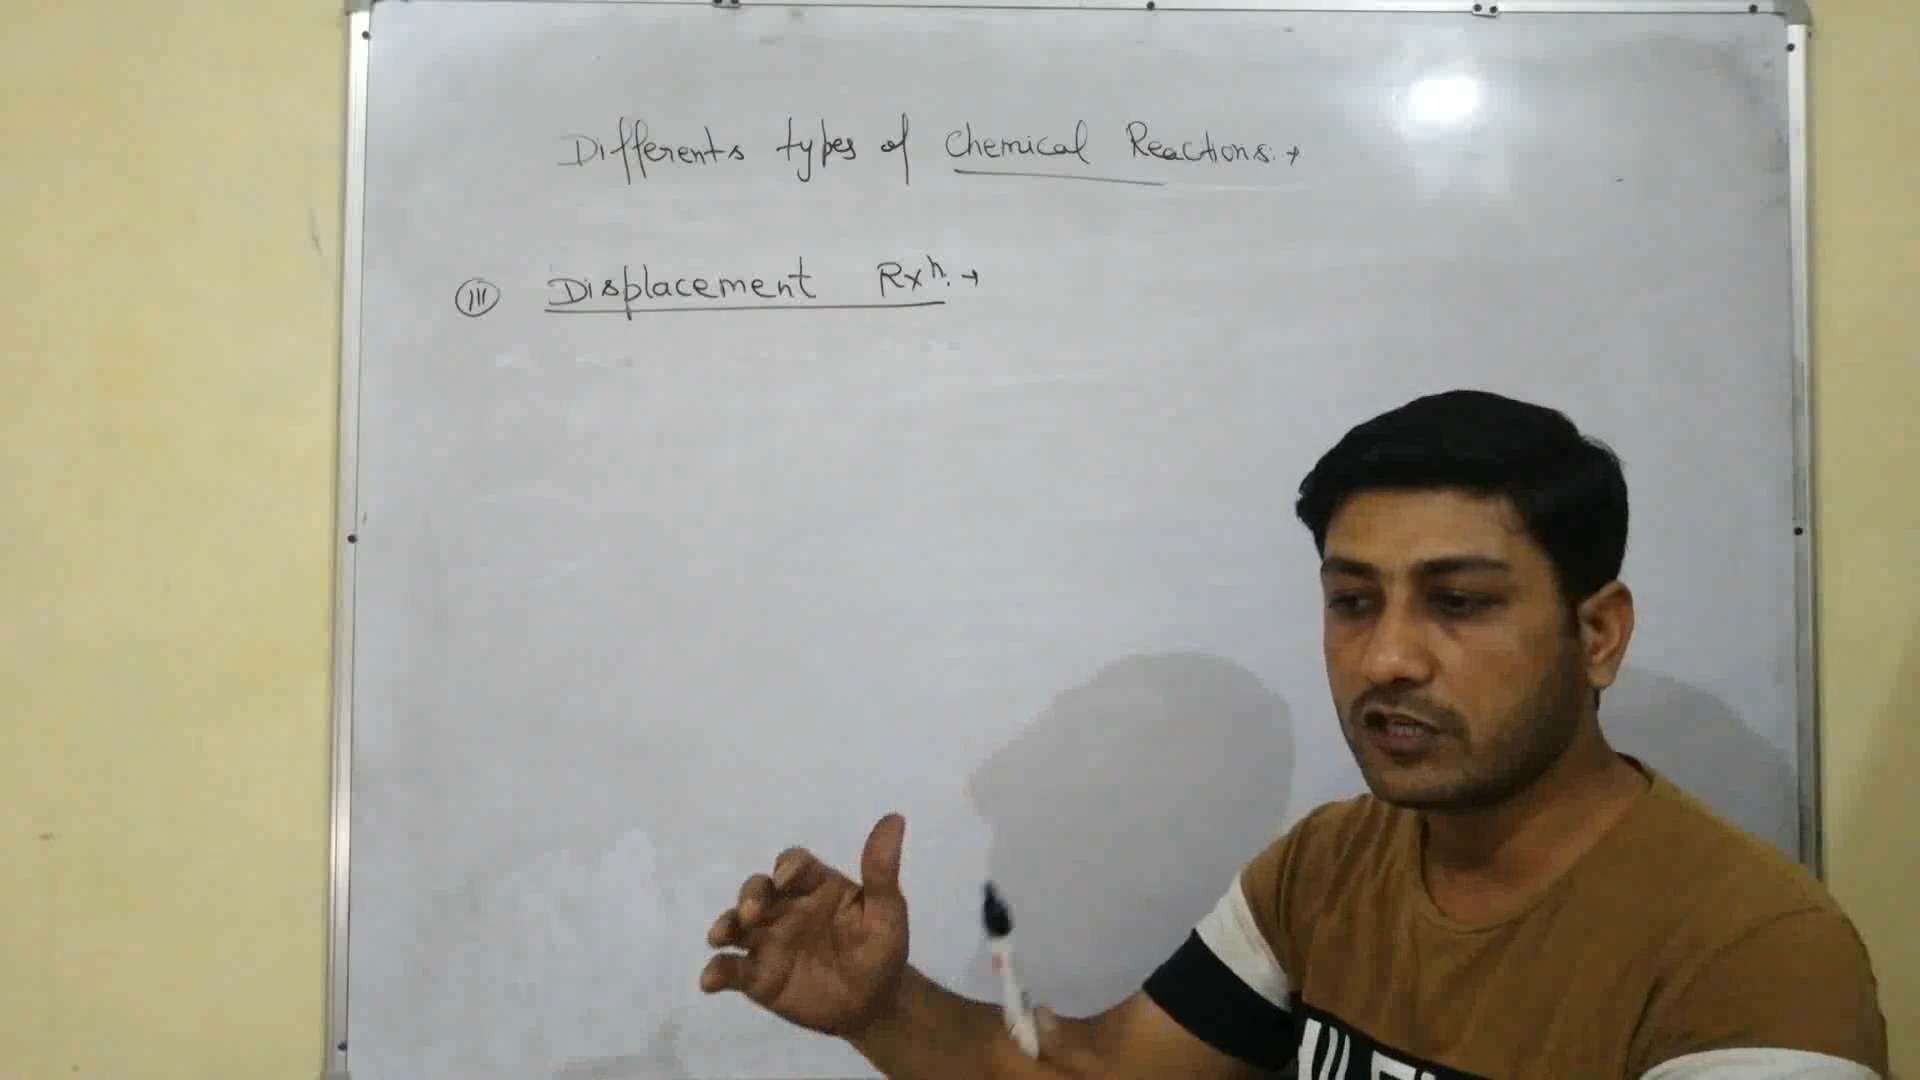 Differents types of Chemical Reactions:→
(III) Displacement Rxn.→